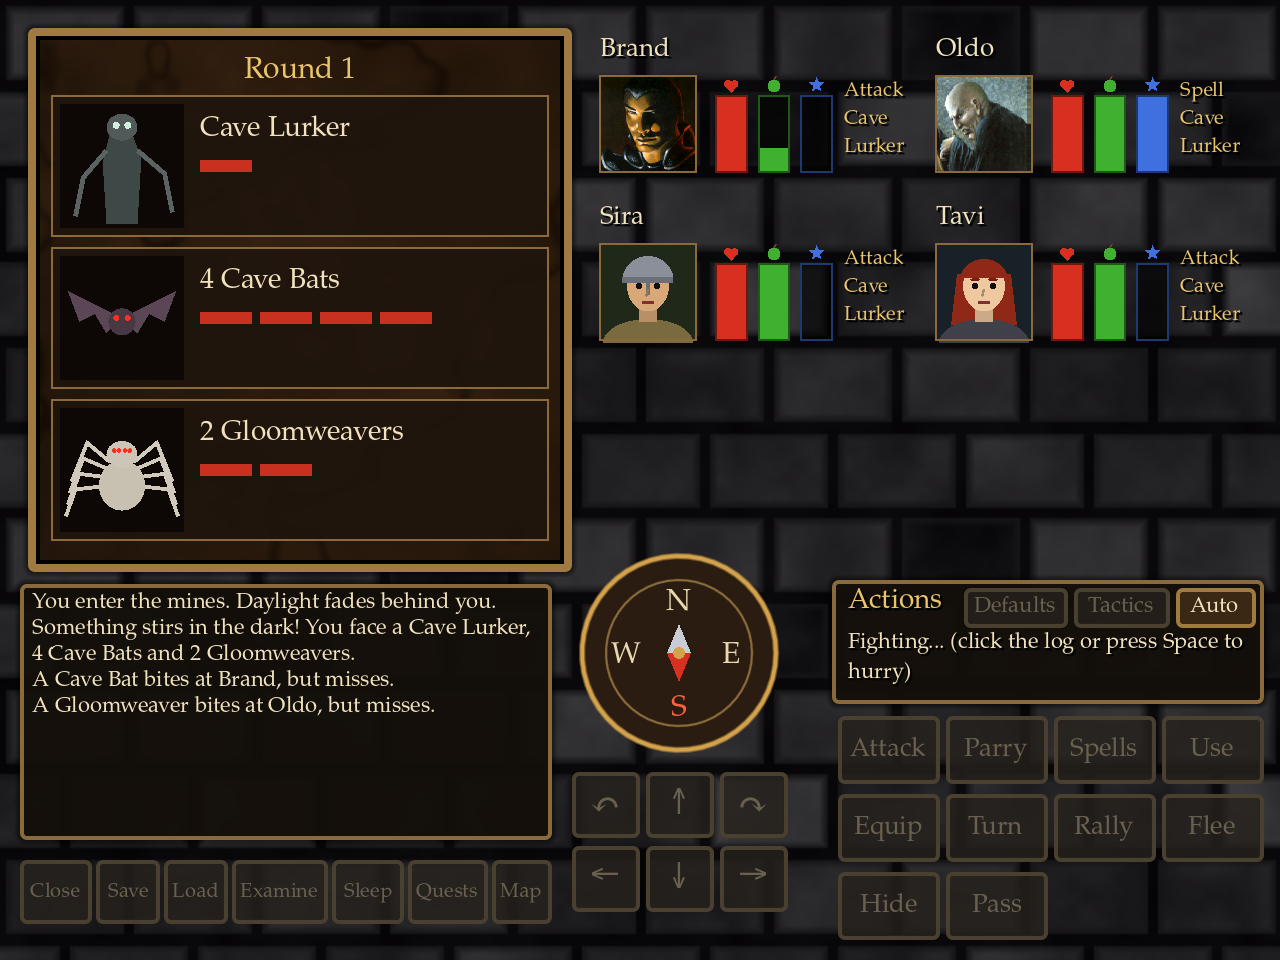 Round 1
Cave Lurker
4 Cave Bats
2 Gloomweavers
Brand
Attack
Cave
Lurker
Oldo
Spell
Cave
Lurker
Sira
Attack
Cave
Lurker
Tavi
Attack
Cave
Lurker
You enter the mines. Daylight fades behind you.
Something stirs in the dark! You face a Cave Lurker,
4 Cave Bats and 2 Gloomweavers.
A Cave Bat bites at Brand, but misses.
A Gloomweaver bites at Oldo, but misses.
N
W E
S
Actions Defaults Tactics Auto
Fighting... (click the log or press Space to
hurry)
Attack Parry Spells Use
Equip Turn Rally Flee
Hide Pass
Close Save Load Examine Sleep Quests Map